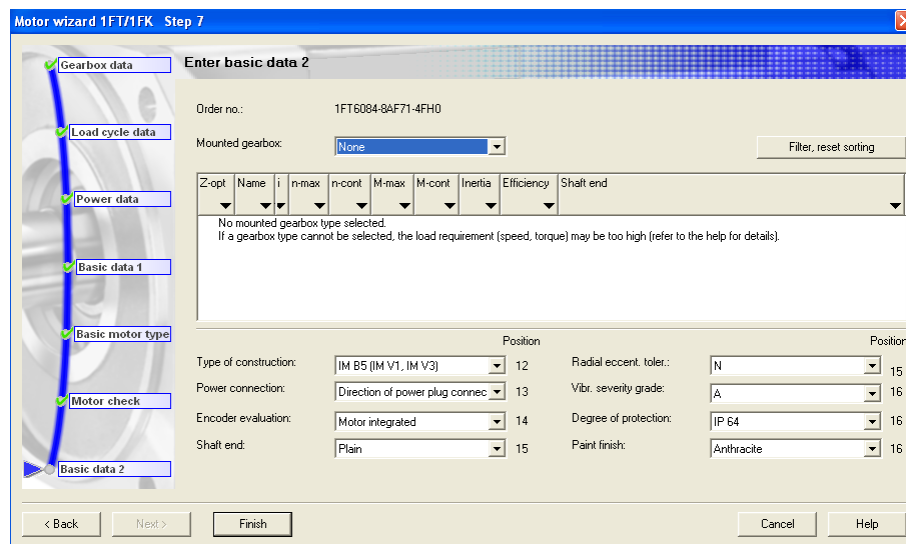 Motor wizard 1FT/1FK Step 7
Gearbox data
Load cycle data
Power data
Basic data 1
Basic motor type
Motor check
Basic data 2
Enter basic data 2
Order no.: 1FT6084-8AF71-4FH0
Mounted gearbox: None Filter, reset sorting
Z-opt Name i n-max n-cont M-max M-cont Inertia Efficiency Shaft end
No mounted gearbox type selected.
If a gearbox type cannot be selected, the load requirement (speed, torque) may be too high (refer to the help for details).
Position Position
Type of construction: IM B5 (IM V1, IM V3) 12 Radial eccent. toler.: N 15
Power connection: Direction of power plug connec 13 Vibr. severity grade: A 16
Encoder evaluation: Motor integrated 14 Degree of protection: IP 64 16
Shaft end: Plain 15 Paint finish: Anthracite 16
< Back Next > Finish Cancel Help